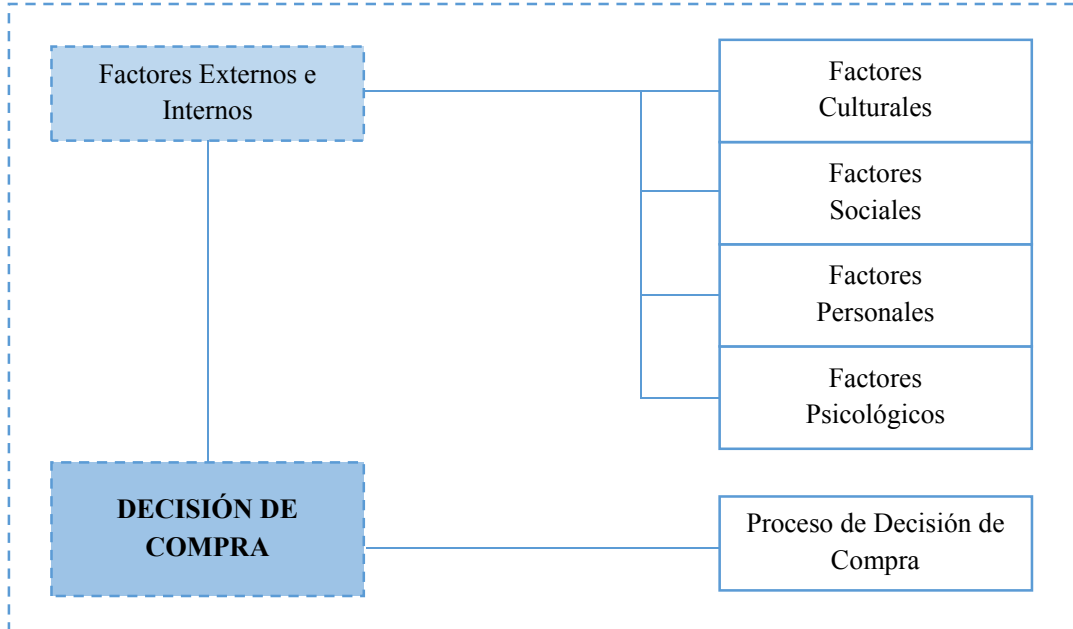 Factores Externos e
Internos
Factores
Culturales
Factores
Sociales
Factores
Personales
Factores
Psicológicos
DECISIÓN DE
COMPRA
Proceso de Decisión de
Compra